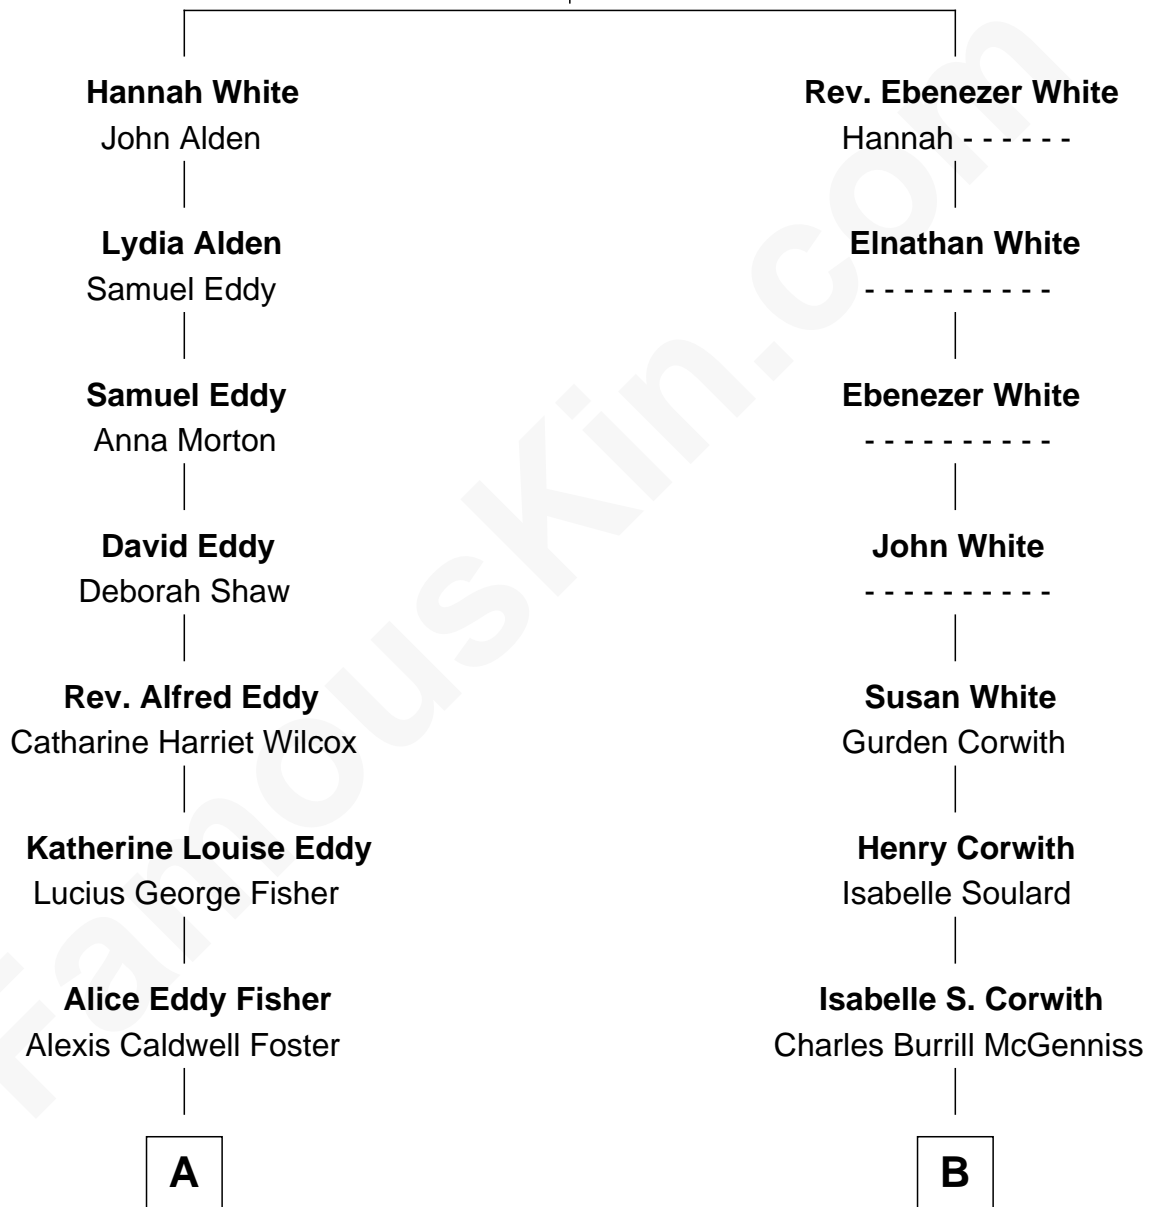 Hannah White
John Alden
Rev. Ebenezer White
Hannah - - - - - -
Lydia Alden
Samuel Eddy
Elnathan White
- - - - - - - - - -
Samuel Eddy
Anna Morton
Ebenezer White
- - - - - - - - - -
David Eddy
Deborah Shaw
John White
- - - - - - - - - -
Rev. Alfred Eddy
Catharine Harriet Wilcox
Susan White
Gurden Corwith
Katherine Louise Eddy
Lucius George Fisher
Henry Corwith
Isabelle Soulard
Alice Eddy Fisher
Alexis Caldwell Foster
Isabelle S. Corwith
Charles Burrill McGenniss
A
B
FamousKin.com